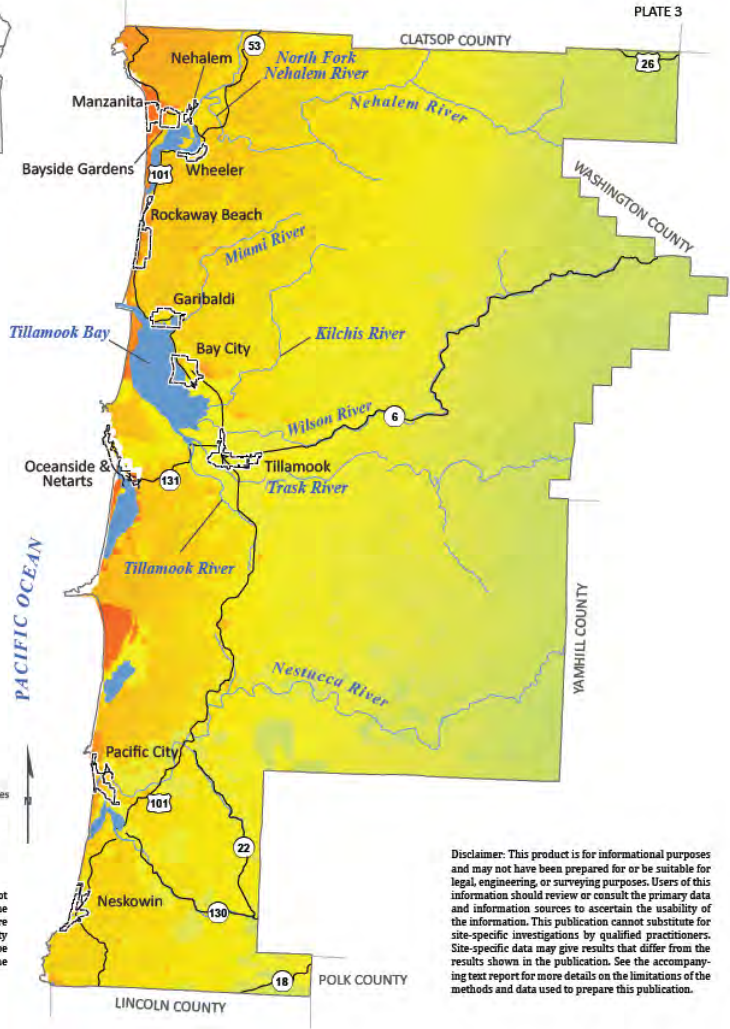 PLATE 3
CLATSOP COUNTY
53
26
Nehalem
North Fork
Nehalem River
Manzanita
Nehalem River
Bayside Gardens
Wheeler
101
WASHINGTON COUNTY
Rockaway Beach
Miami River
Garibaldi
Tillamook Bay
Kilchis River
Bay City
Wilson River
6
Oceanside &
Netarts
Tillamook
131
Trask River
Tillamook River
PACIFIC OCEAN
YAMHILL COUNTY
Nestucca River
Pacific City
N
101
22
Neskowin
130
18
POLK COUNTY
LINCOLN COUNTY
Disclaimer: This product is for informational purposes
and may not have been prepared for or be suitable for
legal, engineering, or surveying purposes. Users of this
information should review or consult the primary data
and information sources to ascertain the usability of
the information. This publication cannot substitute for
site-specific investigations by qualified practitioners.
Site-specific data may give results that differ from the
results shown in the publication. See the accompany-
ing text report for more details on the limitations of the
methods and data used to prepare this publication.